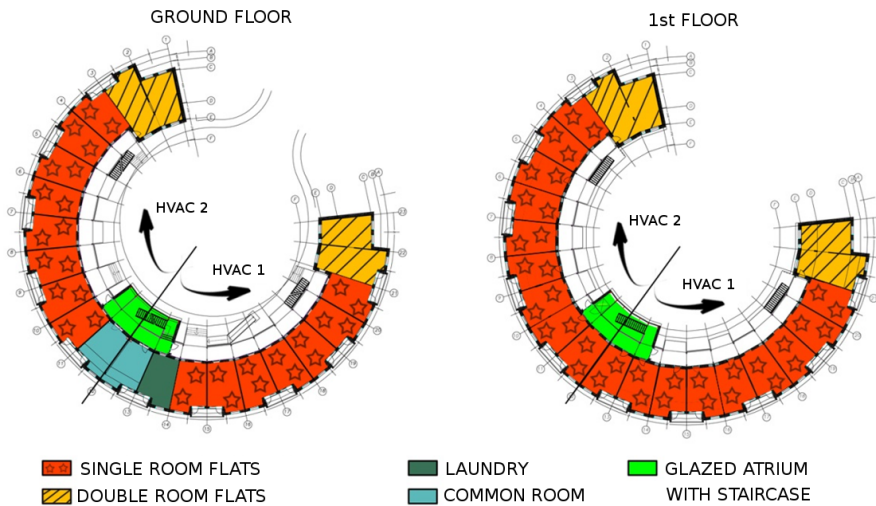 GROUND FLOOR
1st FLOOR
HVAC 2
HVAC 1
HVAC 2
HVAC 1
SINGLE ROOM FLATS
DOUBLE ROOM FLATS
LAUNDRY
COMMON ROOM
GLAZED ATRIUM
WITH STAIRCASE